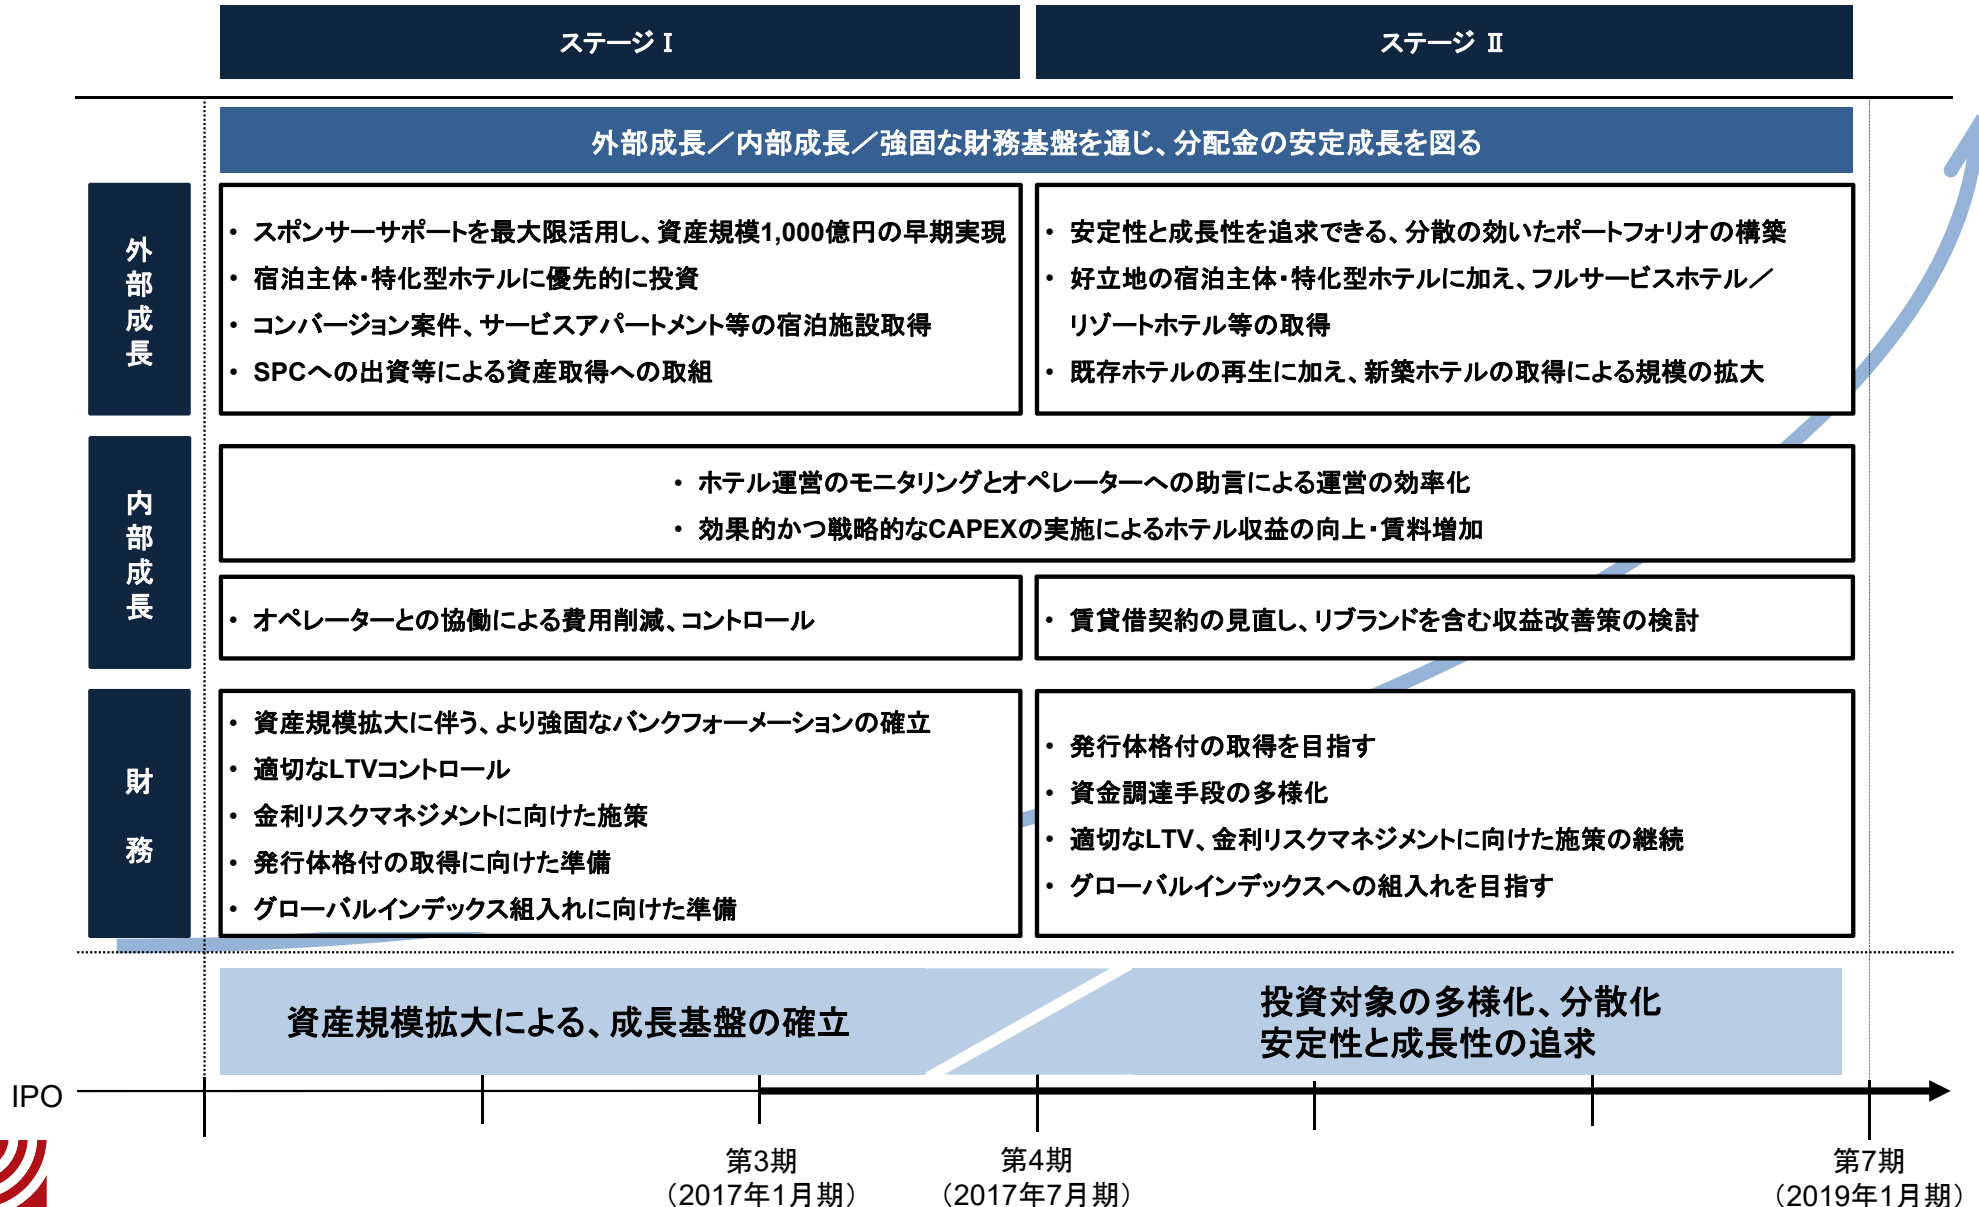 ステージ Ⅰ
ステージ Ⅱ
外部成長／内部成長／強固な財務基盤を通じ、分配金の安定成長を図る
外部成長
・スポンサーサポートを最大限活用し、資産規模1,000億円の早期実現
・宿泊主体・特化型ホテルに優先的に投資
・コンバージョン案件、サービスアパートメント等の宿泊施設取得
・SPCへの出資等による資産取得への取組
・安定性と成長性を追求できる、分散の効いたポートフォリオの構築
・好立地の宿泊主体・特化型ホテルに加え、フルサービスホテル／
リゾートホテル等の取得
・既存ホテルの再生に加え、新築ホテルの取得による規模の拡大
内部成長
・ホテル運営のモニタリングとオペレーターへの助言による運営の効率化
・効果的かつ戦略的なCAPEXの実施によるホテル収益の向上・賃料増加
・オペレーターとの協働による費用削減、コントロール
・賃貸借契約の見直し、リブランドを含む収益改善策の検討
財務
・資産規模拡大に伴う、より強固なバンクフォーメーションの確立
・適切なLTVコントロール
・金利リスクマネジメントに向けた施策
・発行体格付の取得に向けた準備
・グローバルインデックス組入れに向けた準備
・発行体格付の取得を目指す
・資金調達手段の多様化
・適切なLTV、金利リスクマネジメントに向けた施策の継続
・グローバルインデックスへの組入れを目指す
資産規模拡大による、成長基盤の確立
投資対象の多様化、分散化
安定性と成長性の追求
IPO
第3期
（2017年1月期）
第4期
（2017年7月期）
第7期
（2019年1月期）